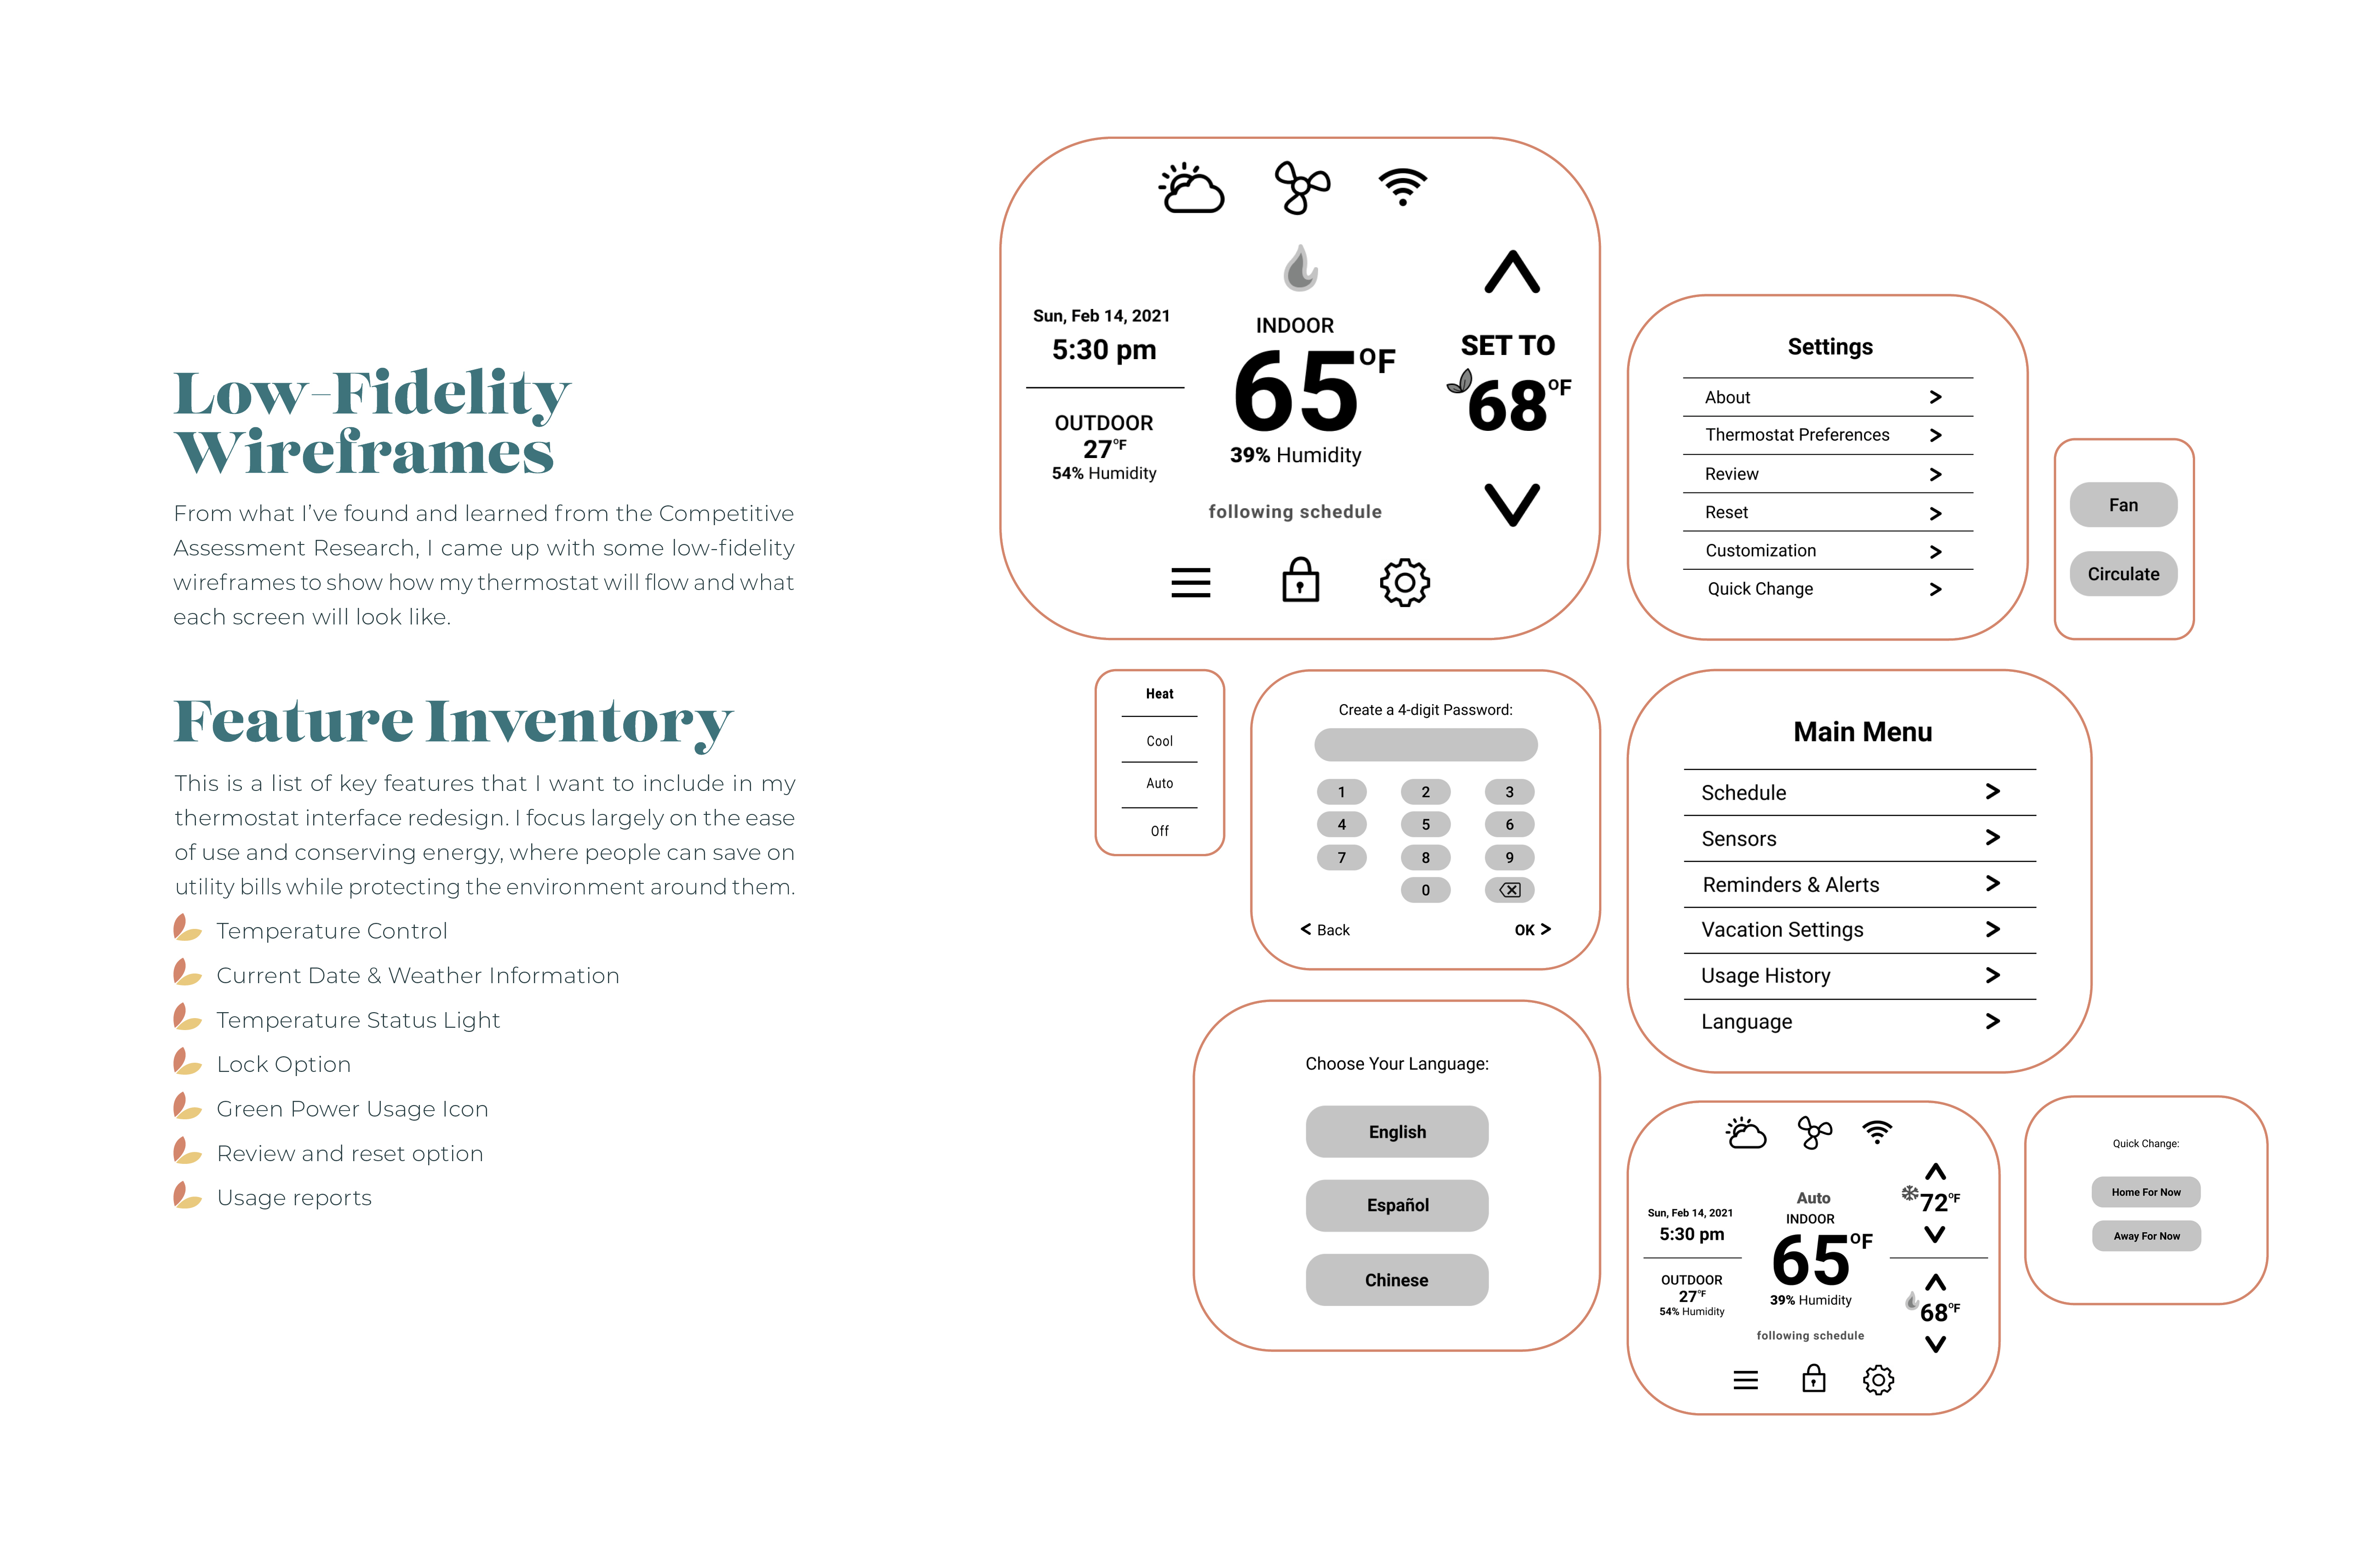 Low-Fidelity
Wireframes
From what I've found and learned from the Competitive
Assessment Research, I came up with some low-fidelity
wireframes to show how my thermostat will flow and what
each screen will look like.
Feature Inventory
This is a list of key features that I want to include in my
thermostat interface redesign. I focus largely on the ease
of use and conserving energy, where people can save on
utility bills while protecting the environment around them.
Temperature Control
Current Date & Weather Information
Temperature Status Light
Lock Option
Green Power Usage Icon
Review and reset option
Usage reports
Sun, Feb 14, 2021
5:30 pm
OUTDOOR
27°F
54% Humidity
INDOOR
65°F
39% Humidity
following schedule
SET TO
68°F
Settings
About >
Thermostat Preferences >
Review >
Reset >
Customization >
Quick Change >
Fan
Circulate
Heat
Cool
Auto
Off
Create a 4-digit Password:
1 2 3
4 5 6
7 8 9
0
< Back OK >
Main Menu
Schedule >
Sensors >
Reminders & Alerts >
Vacation Settings >
Usage History >
Language >
Choose Your Language:
English
Español
Chinese
Sun, Feb 14, 2021
5:30 pm
OUTDOOR
27°F
54% Humidity
Auto
INDOOR
65°F
39% Humidity
following schedule
72°F
68°F
Quick Change:
Home For Now
Away For Now